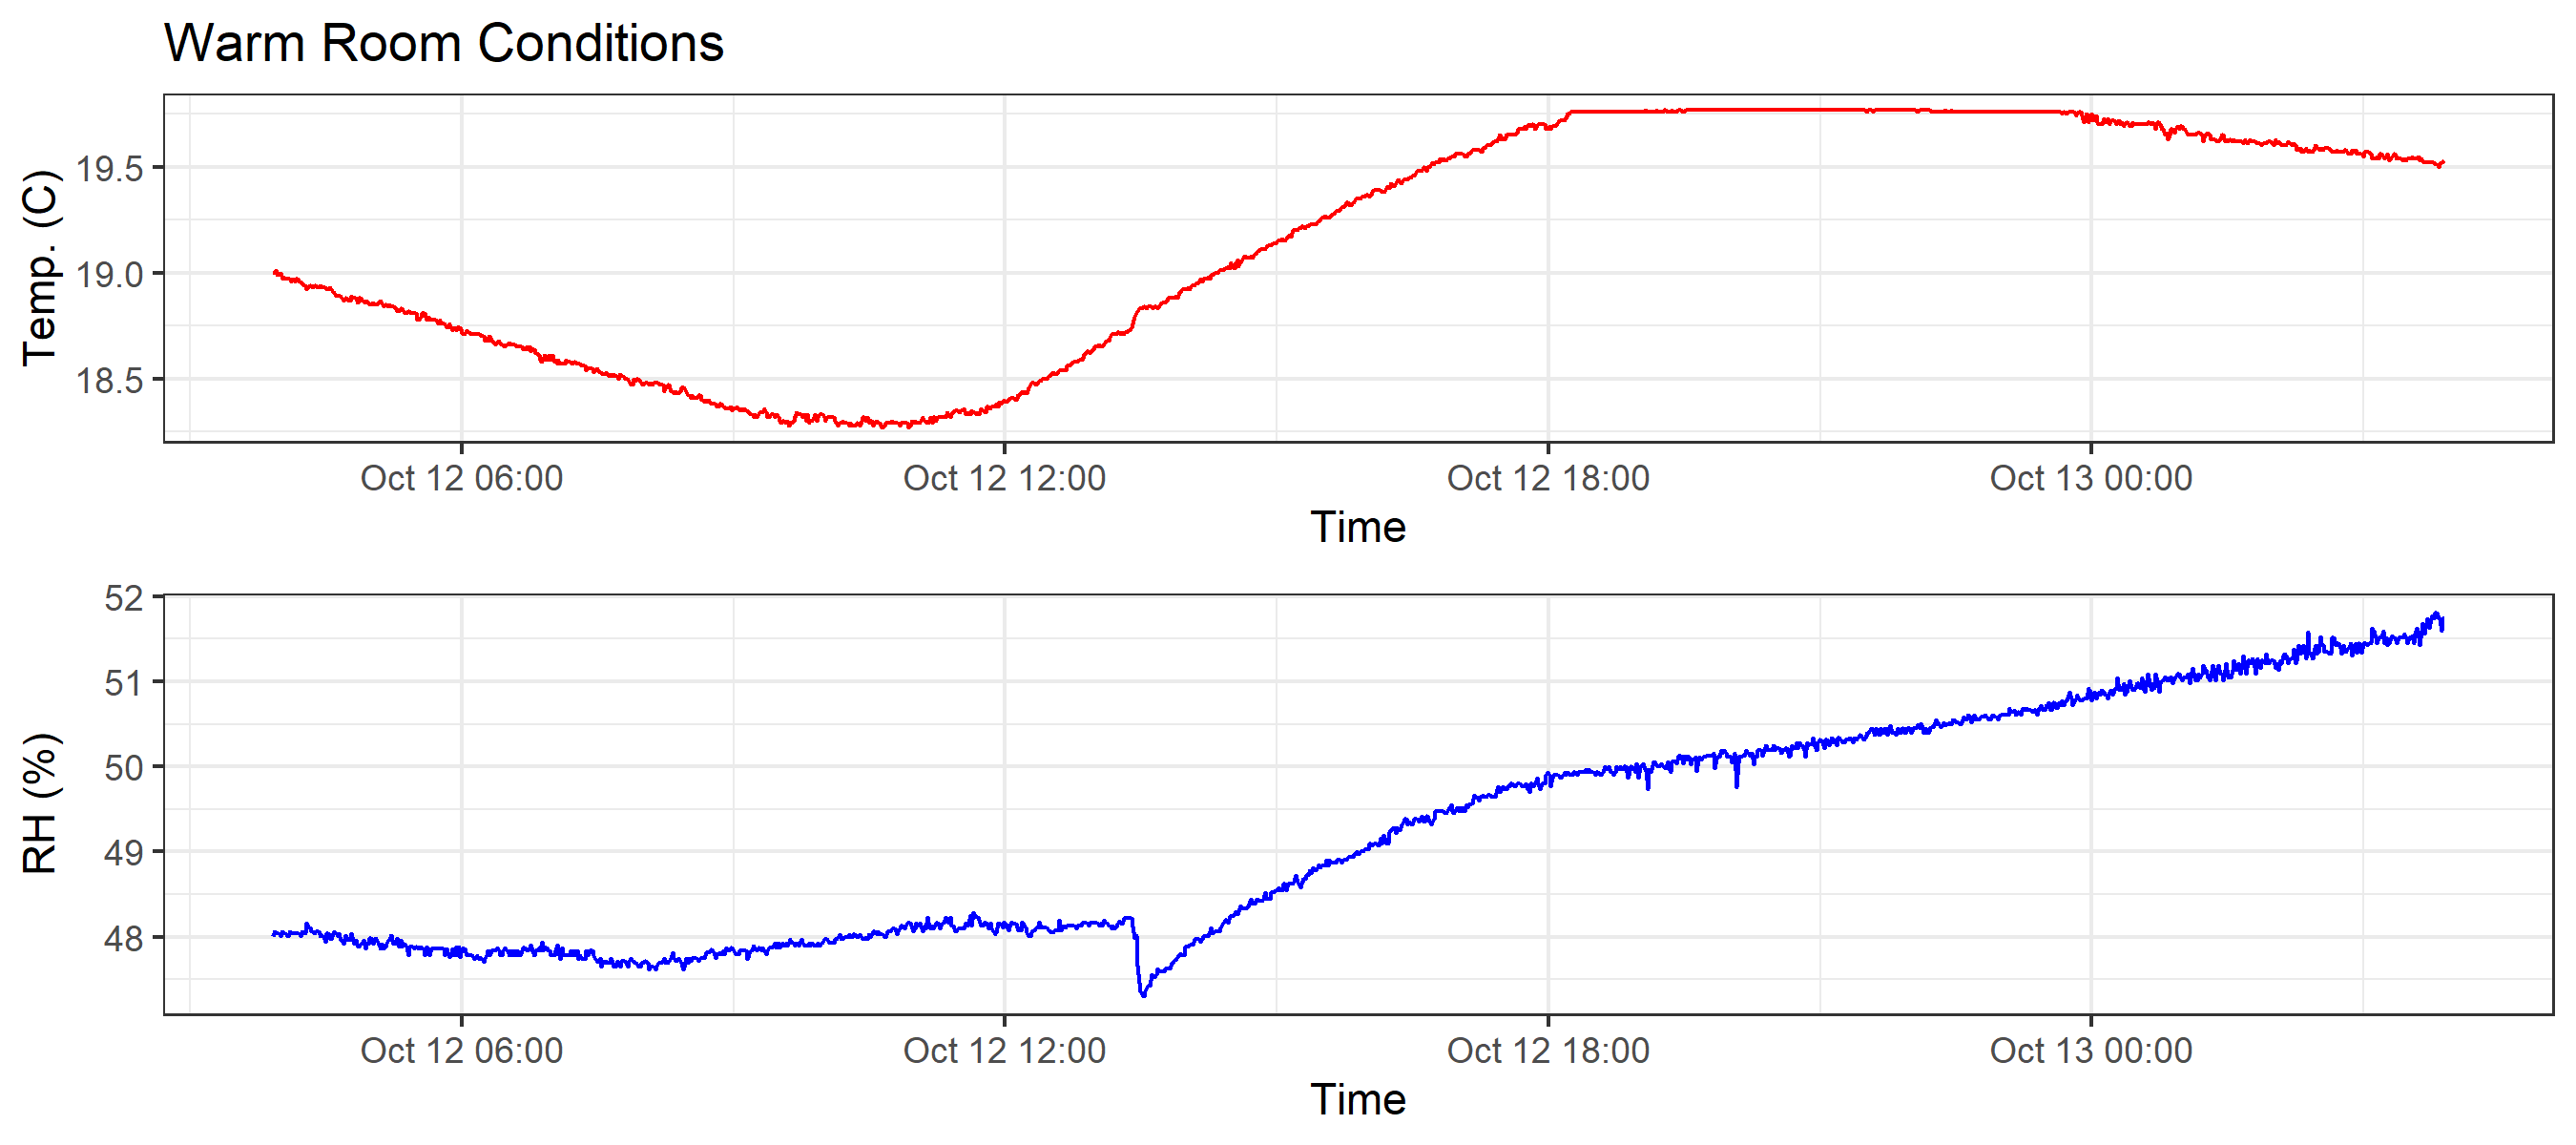 Warm Room Conditions
Temp. (C)
19.5
19.0
18.5
Oct 12 06:00 Oct 12 12:00 Oct 12 18:00 Oct 13 00:00
Time
RH (%)
52
51
50
49
48
Oct 12 06:00 Oct 12 12:00 Oct 12 18:00 Oct 13 00:00
Time